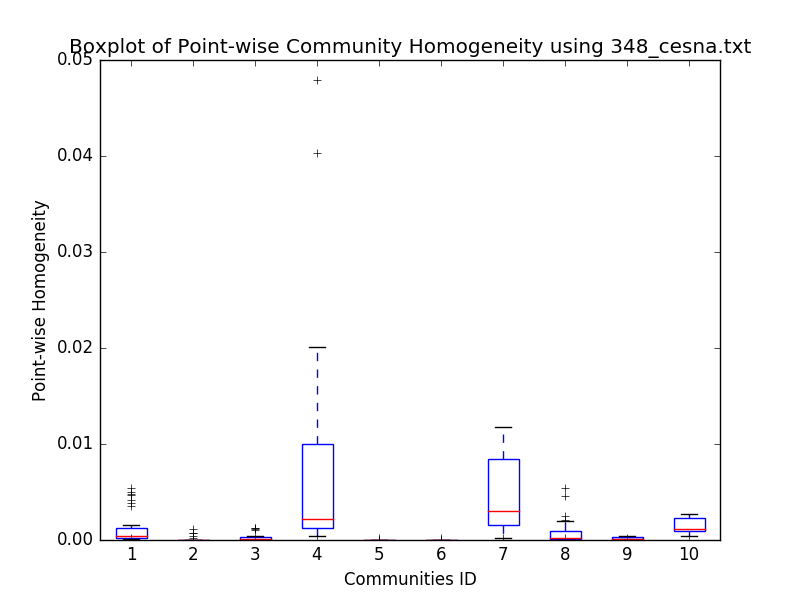 Boxplot of Point-wise Community Homogeneity using 348_cesna.txt
0.05
0.04
0.03
0.02
0.01
0.00
Point-wise Homogeneity
1 2 3 4 5 6 7 8 9 10
Communities ID